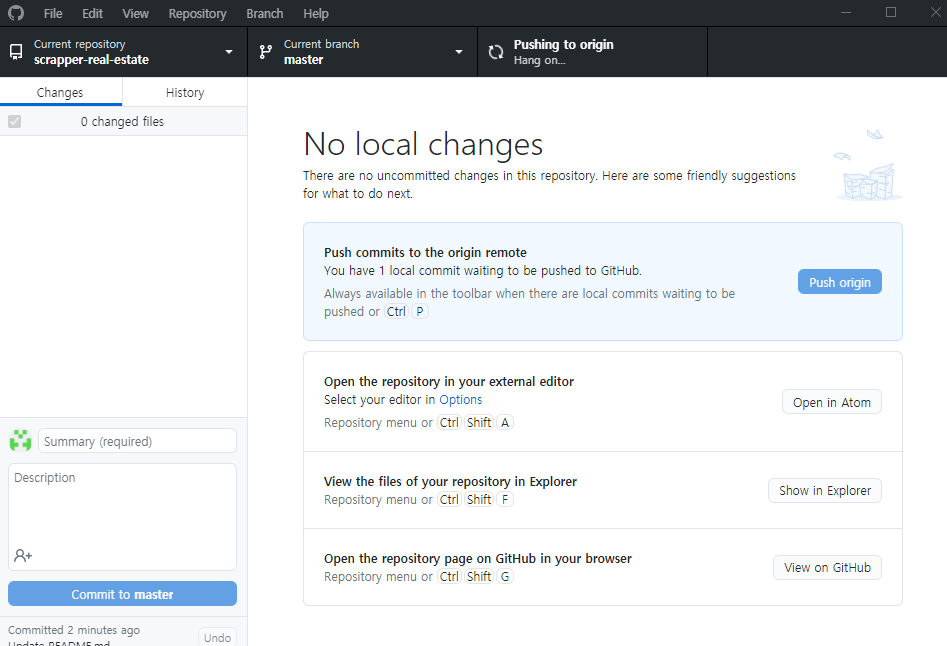 File Edit View Repository Branch Help
Current repository
scrapper-real-estate
Current branch
master
Pushing to origin
Hang on...
Changes
History
0 changed files
No local changes
There are no uncommitted changes in this repository. Here are some friendly suggestions
for what to do next.
Push commits to the origin remote
You have 1 local commit waiting to be pushed to GitHub.
Always available in the toolbar when there are local commits waiting to be
pushed or Ctrl P
Push origin
Open the repository in your external editor
Select your editor in Options
Repository menu or Ctrl Shift A
Open in Atom
View the files of your repository in Explorer
Repository menu or Ctrl Shift F
Show in Explorer
Open the repository page on GitHub in your browser
Repository menu or Ctrl Shift G
View on GitHub
Summary (required)
Description
Commit to master
Committed 2 minutes ago
Update README.md
Undo